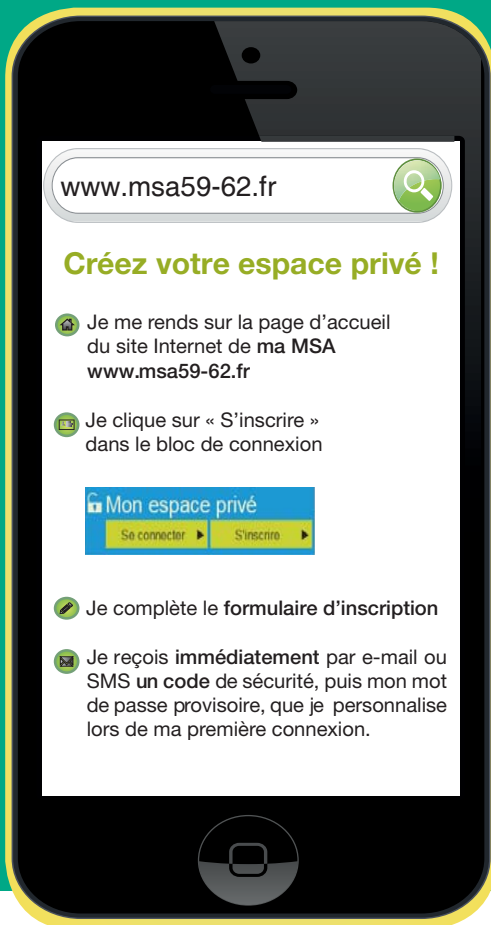 www.msa59-62.fr
Créez votre espace privé !
Je me rends sur la page d'accueil
du site Internet de ma MSA
www.msa59-62.fr
Je clique sur « S'inscrire »
dans le bloc de connexion
Mon espace privé
Se connecter
S'inscrire
Je complète le formulaire d'inscription
Je reçois immédiatement par e-mail ou
SMS un code de sécurité, puis mon mot
de passe provisoire, que je personnalise
lors de ma première connexion.